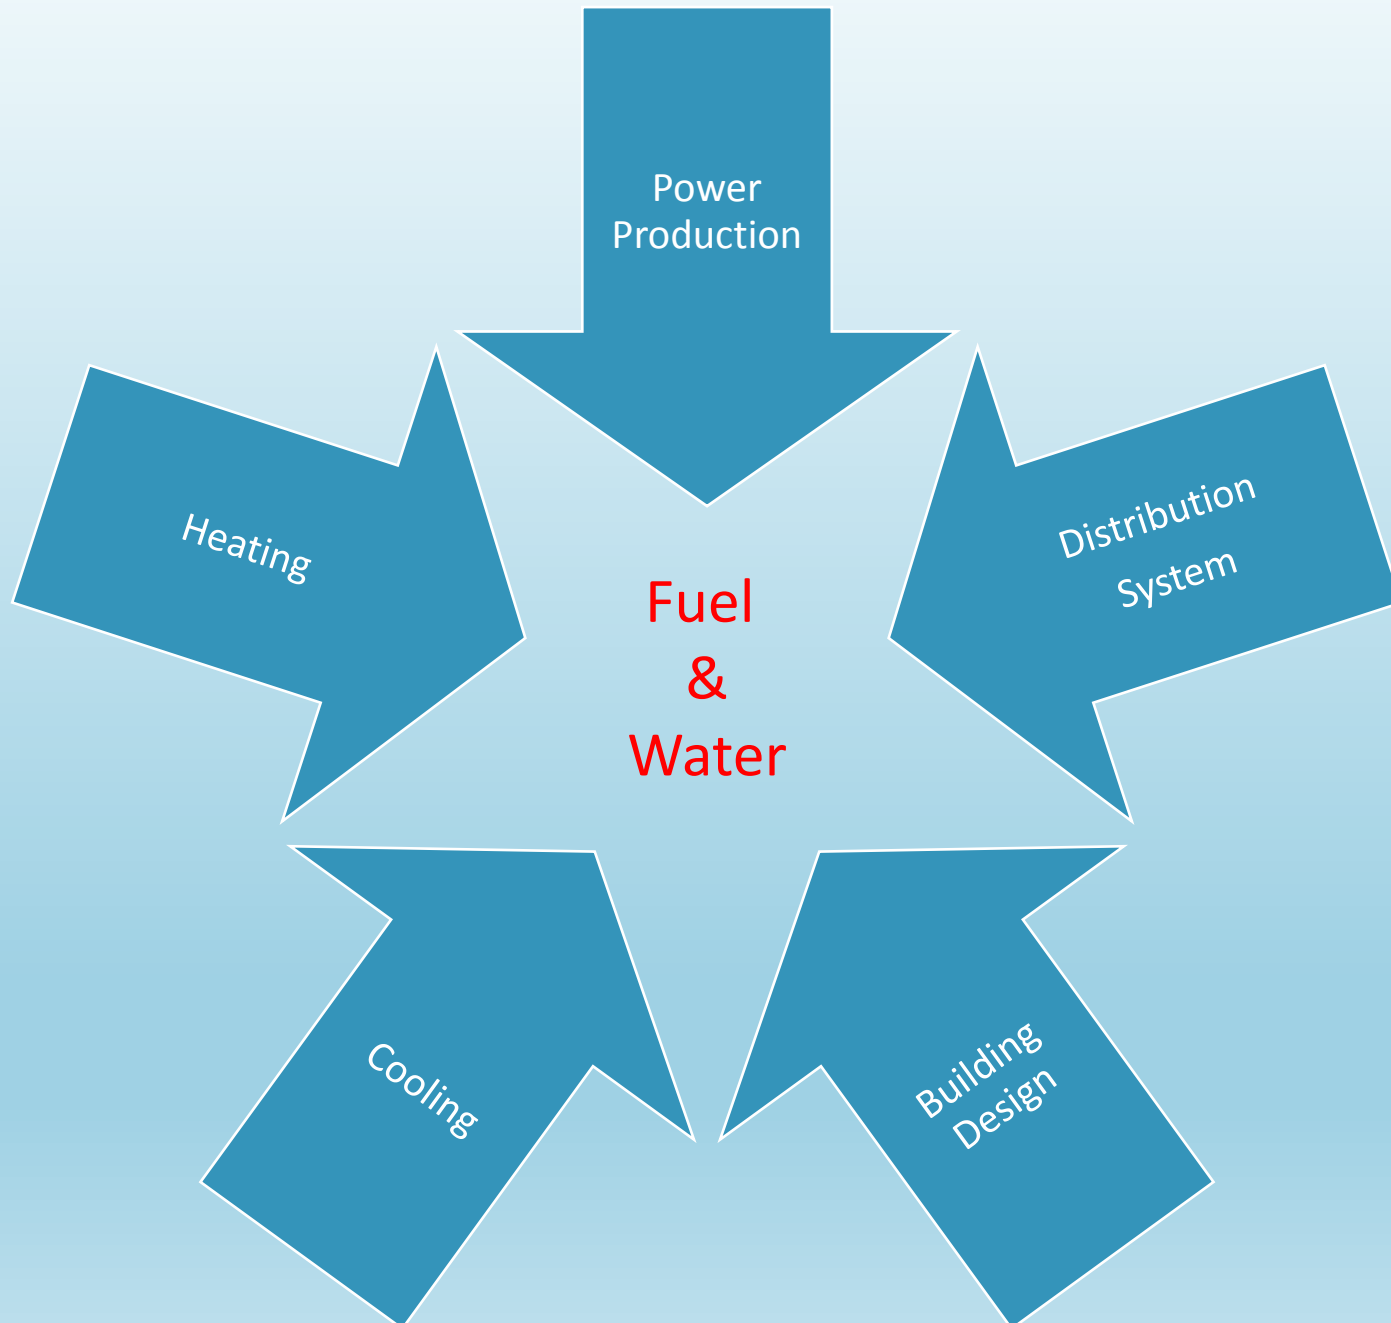 Power
Production
Heating
Distribution
System
Fuel
&
Water
Cooling
Building
Design